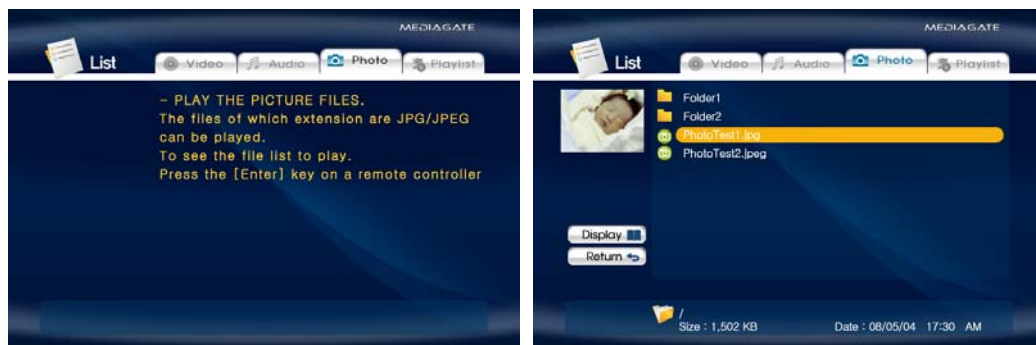 MEDIAGATE
List Video Audio Photo Playlist
- PLAY THE PICTURE FILES.
The files of which extension are JPG/JPEG
can be played.
To see the file list to play.
Press the [Enter] key on a remote controller
MEDIAGATE
List Video Audio Photo Playlist
Folder1
Folder2
PhotoTest1.jpg
PhotoTest2.jpeg
Display
Return
/
Size : 1,502 KB Date : 08/05/04 17:30 AM